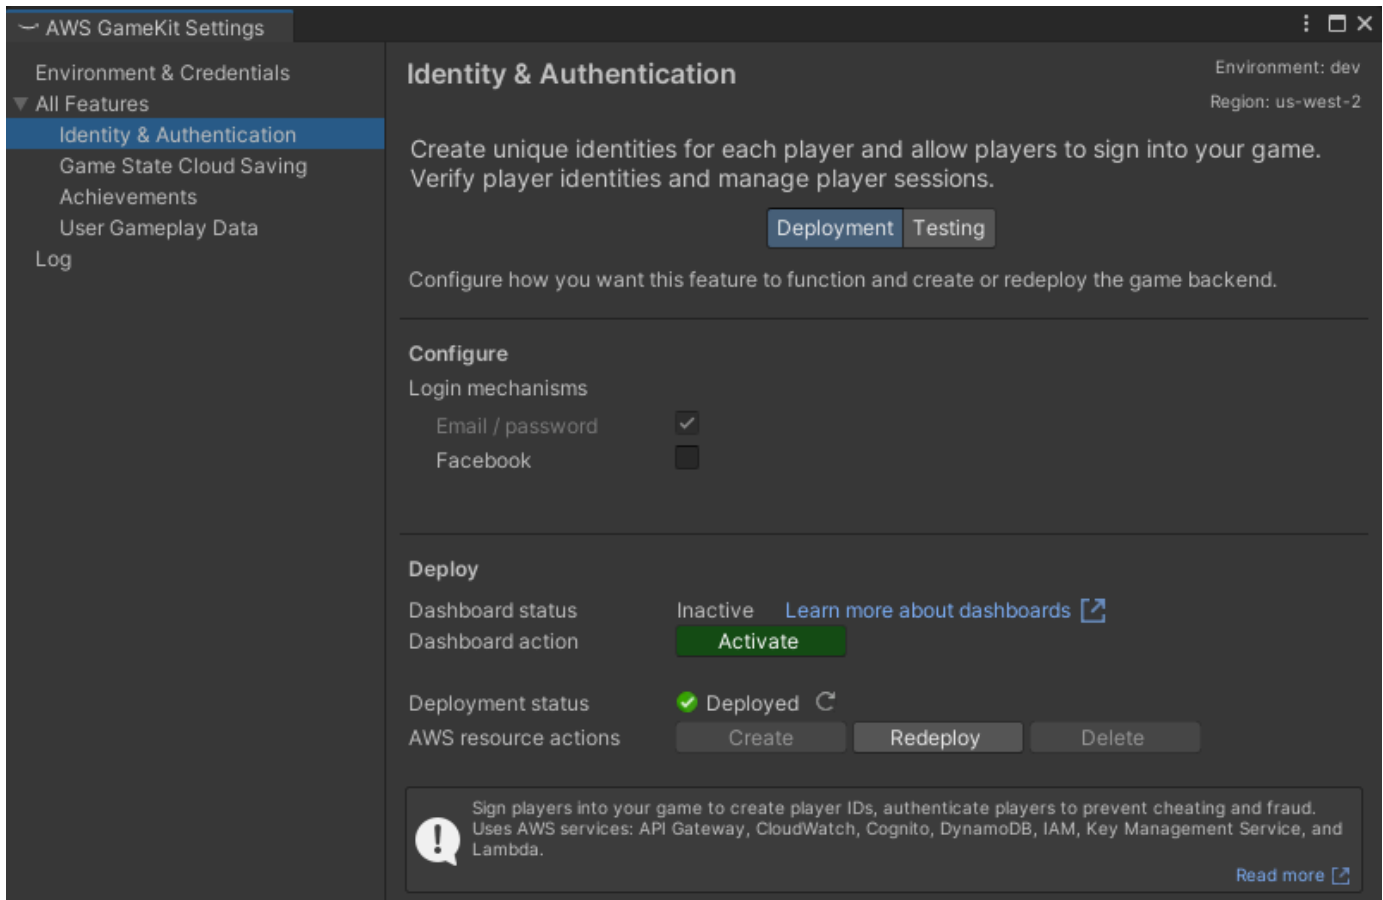 AWS GameKit Settings
Environment & Credentials
All Features
Identity & Authentication
Game State Cloud Saving
Achievements
User Gameplay Data
Log
Identity & Authentication
Environment: dev
Region: us-west-2
Create unique identities for each player and allow players to sign into your game.
Verify player identities and manage player sessions.
Deployment Testing
Configure how you want this feature to function and create or redeploy the game backend.
Configure
Login mechanisms
Email / password
Facebook
Deploy
Dashboard status Inactive Learn more about dashboards
Dashboard action Activate
Deployment status Deployed
AWS resource actions Create Redeploy Delete
Sign players into your game to create player IDs, authenticate players to prevent cheating and fraud.
Uses AWS services: API Gateway, CloudWatch, Cognito, DynamoDB, IAM, Key Management Service, and
Lambda.
Read more